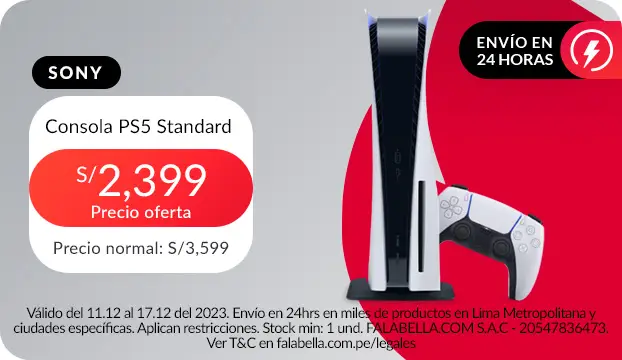 SONY
ENVÍO EN
24 HORAS
Consola PS5 Standard
S/2,399
Precio oferta
Precio normal: S/3,599
Válido del 11.12 al 17.12 del 2023. Envío en 24hrs en miles de productos en Lima Metropolitana y
ciudades específicas. Aplican restricciones. Stock min: 1 und. FALABELLA.COM S.A.C - 20547836473.
Ver T&C en falabella.com.pe/legales